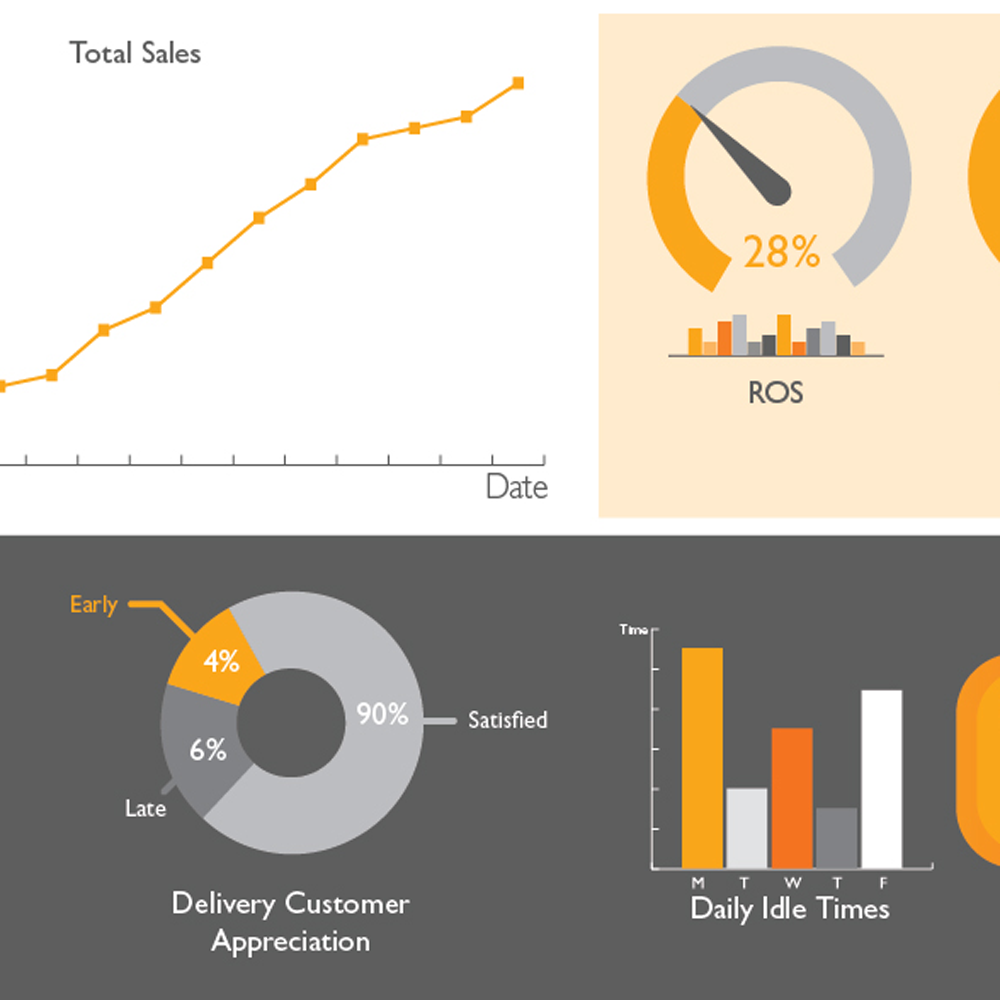 Total Sales
Date
28%
ROS
Early
4%
90%
Satisfied
6%
Late
Delivery Customer
Appreciation
Time
M T W T F
Daily Idle Times